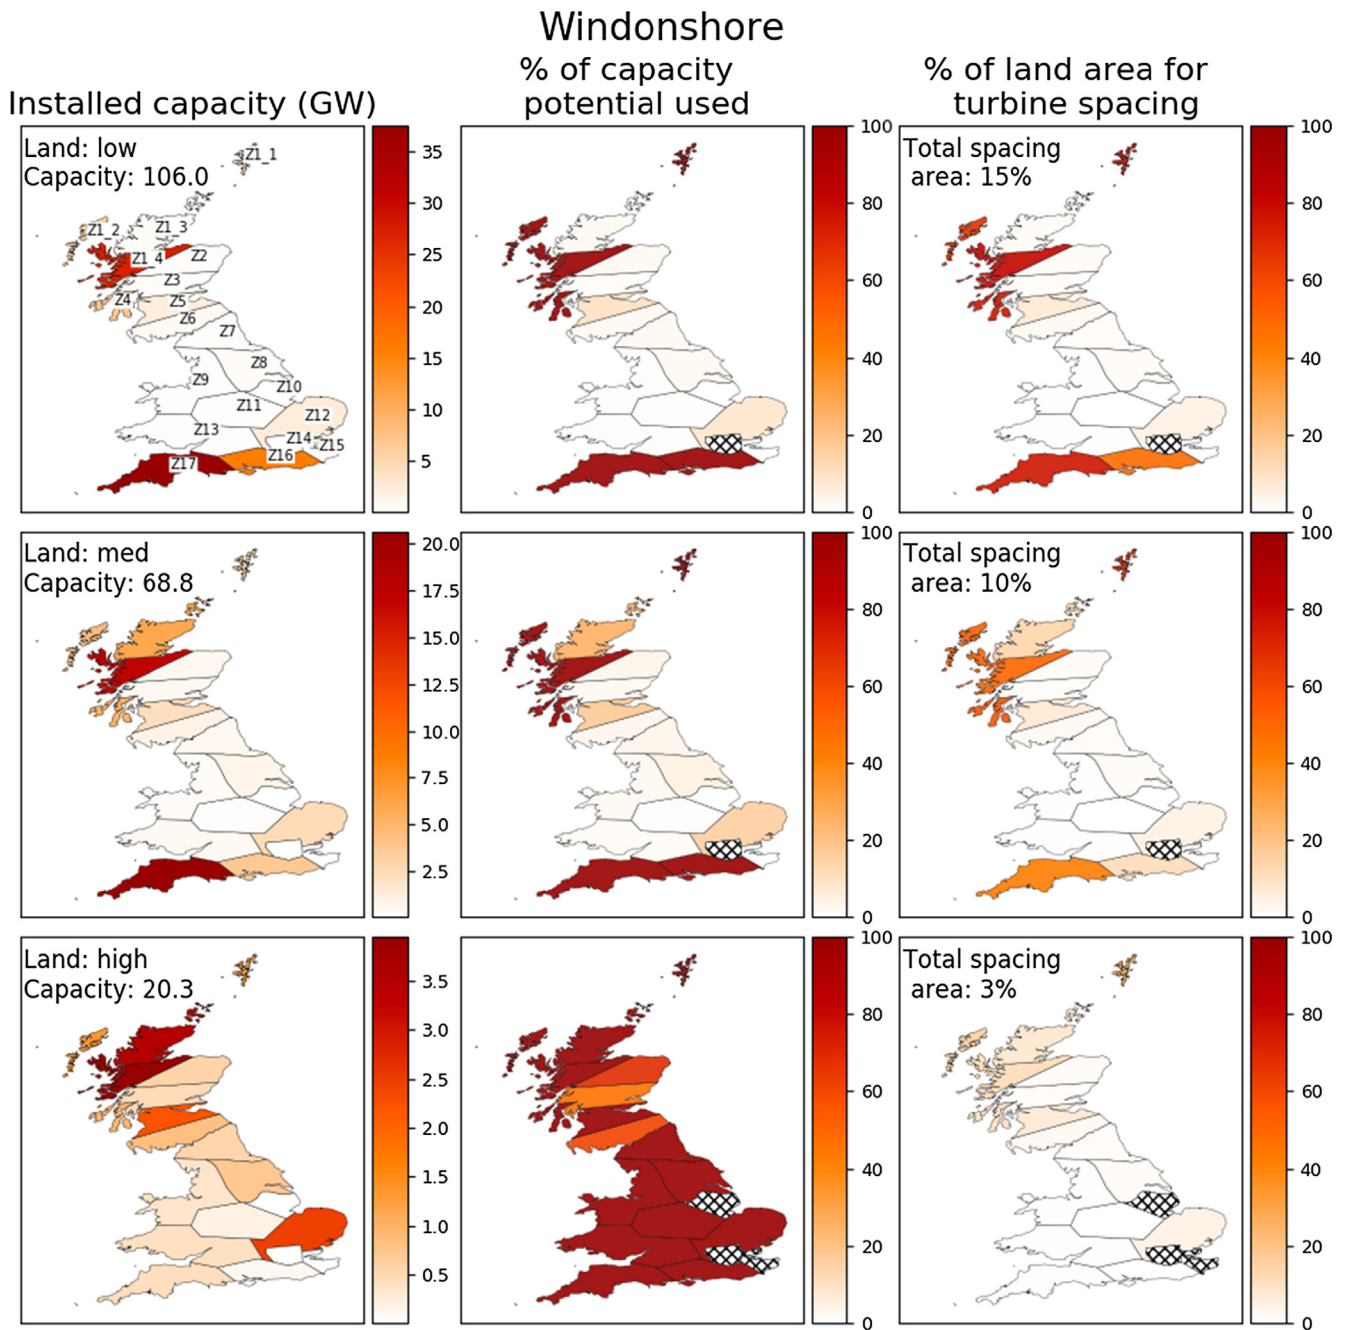 Windonshore
Installed capacity (GW)
% of capacity
potential used
% of land area for
turbine spacing
Land: low
Capacity: 106.0
Z1_1
Z1_2
Z1_3
Z1_4
Z2
Z3
Z4
Z5
Z6
Z7
Z8
Z9
Z10
Z11
Z12
Z13
Z14
Z15
Z16
Z17
35
30
25
20
15
10
5
100
80
60
40
20
0
Total spacing
area: 15%
100
80
60
40
20
0
Land: med
Capacity: 68.8
20.0
17.5
15.0
12.5
10.0
7.5
5.0
2.5
100
80
60
40
20
0
Total spacing
area: 10%
100
80
60
40
20
0
Land: high
Capacity: 20.3
3.5
3.0
2.5
2.0
1.5
1.0
0.5
100
80
60
40
20
0
Total spacing
area: 3%
100
80
60
40
20
0